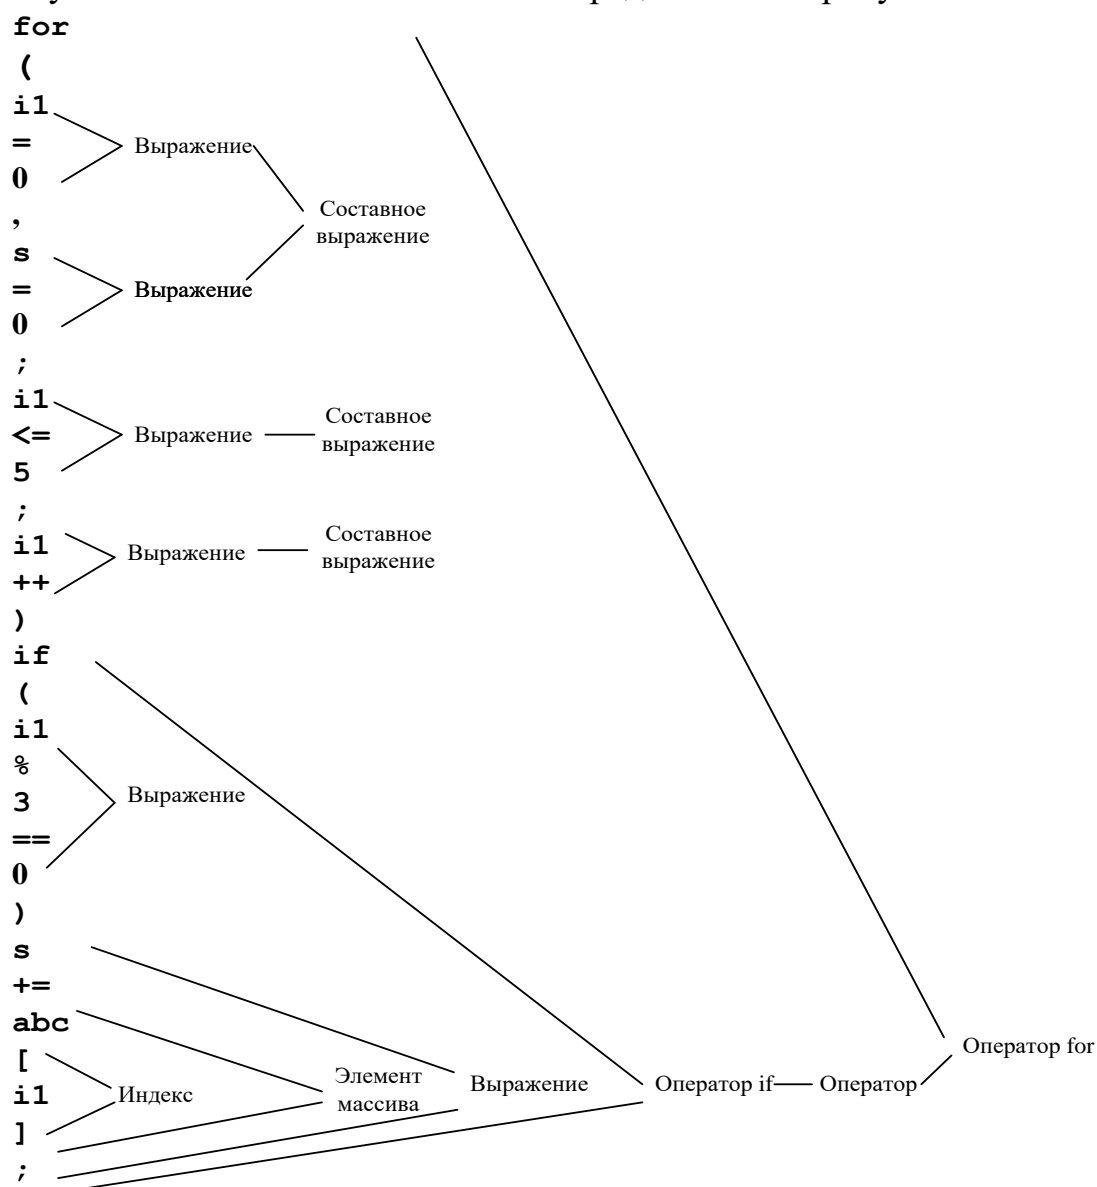 for
(
i1
=
Выражение
0
Составное
выражение
,
s
=
Выражение
0
;
i1
Составное
<=
Выражение
выражение
5
;
i1
Составное
Выражение
выражение
++
)
if
(
i1
%
3
Выражение
==
0
)
s
+=
abc
[
i1
Индекс
Элемент
массива
Выражение
Оператор if
Оператор
Оператор for
]
;